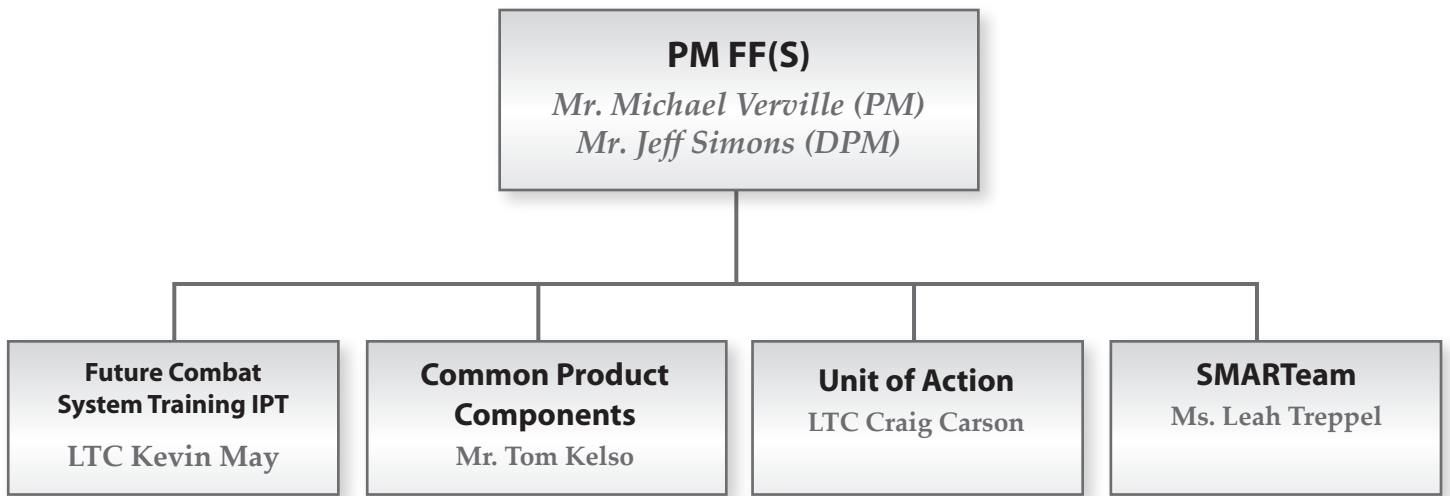 PM FF(S)
Mr. Michael Verville (PM)
Mr. Jeff Simons (DPM)
Future Combat
System Training IPT
LTC Kevin May
Common Product
Components
Mr. Tom Kelso
Unit of Action
LTC Craig Carson
SMARTeam
Ms. Leah Treppel